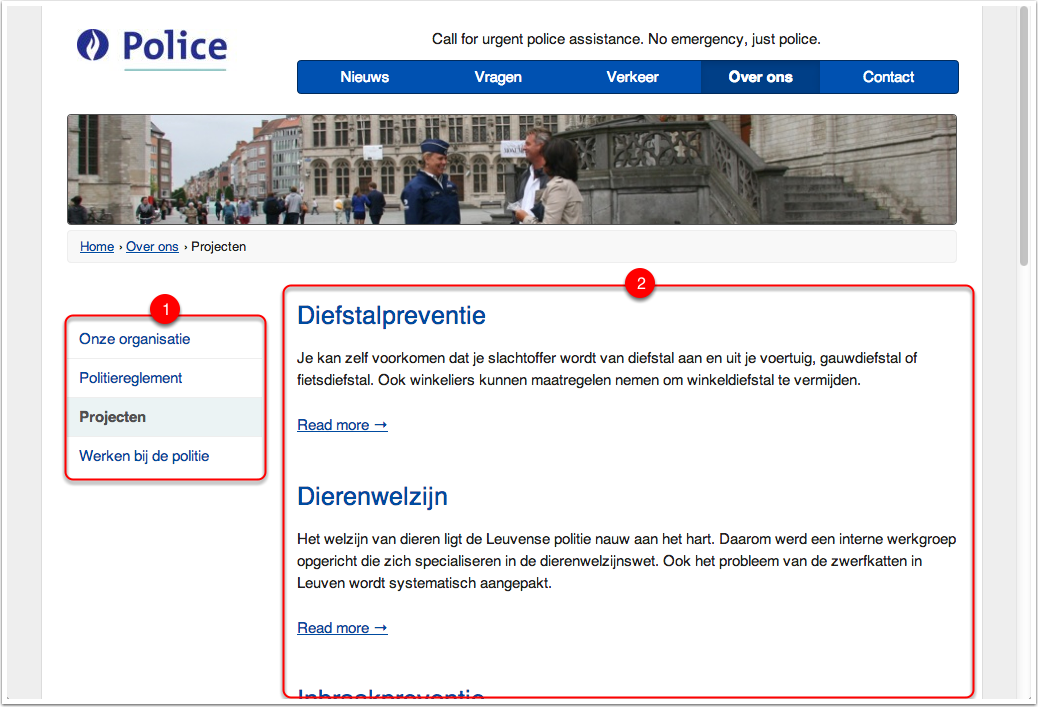 Police
Call for urgent police assistance. No emergency, just police.
Nieuws Vragen Verkeer Over ons Contact
Home › Over ons › Projecten
1
Onze organisatie
Politiereglement
Projecten
Werken bij de politie
2
Diefstalpreventie
Je kan zelf voorkomen dat je slachtoffer wordt van diefstal aan en uit je voertuig, gauwdiefstal of
fietsdiefstal. Ook winkeliers kunnen maatregelen nemen om winkeldiefstal te vermijden.
Read more →
Dierenwelzijn
Het welzijn van dieren ligt de Leuvense politie nauw aan het hart. Daarom werd een interne werkgroep
opgericht die zich specialiseren in de dierenwelzijnswet. Ook het probleem van de zwerfkatten in
Leuven wordt systematisch aangepakt.
Read more →
Inbraakpreventie